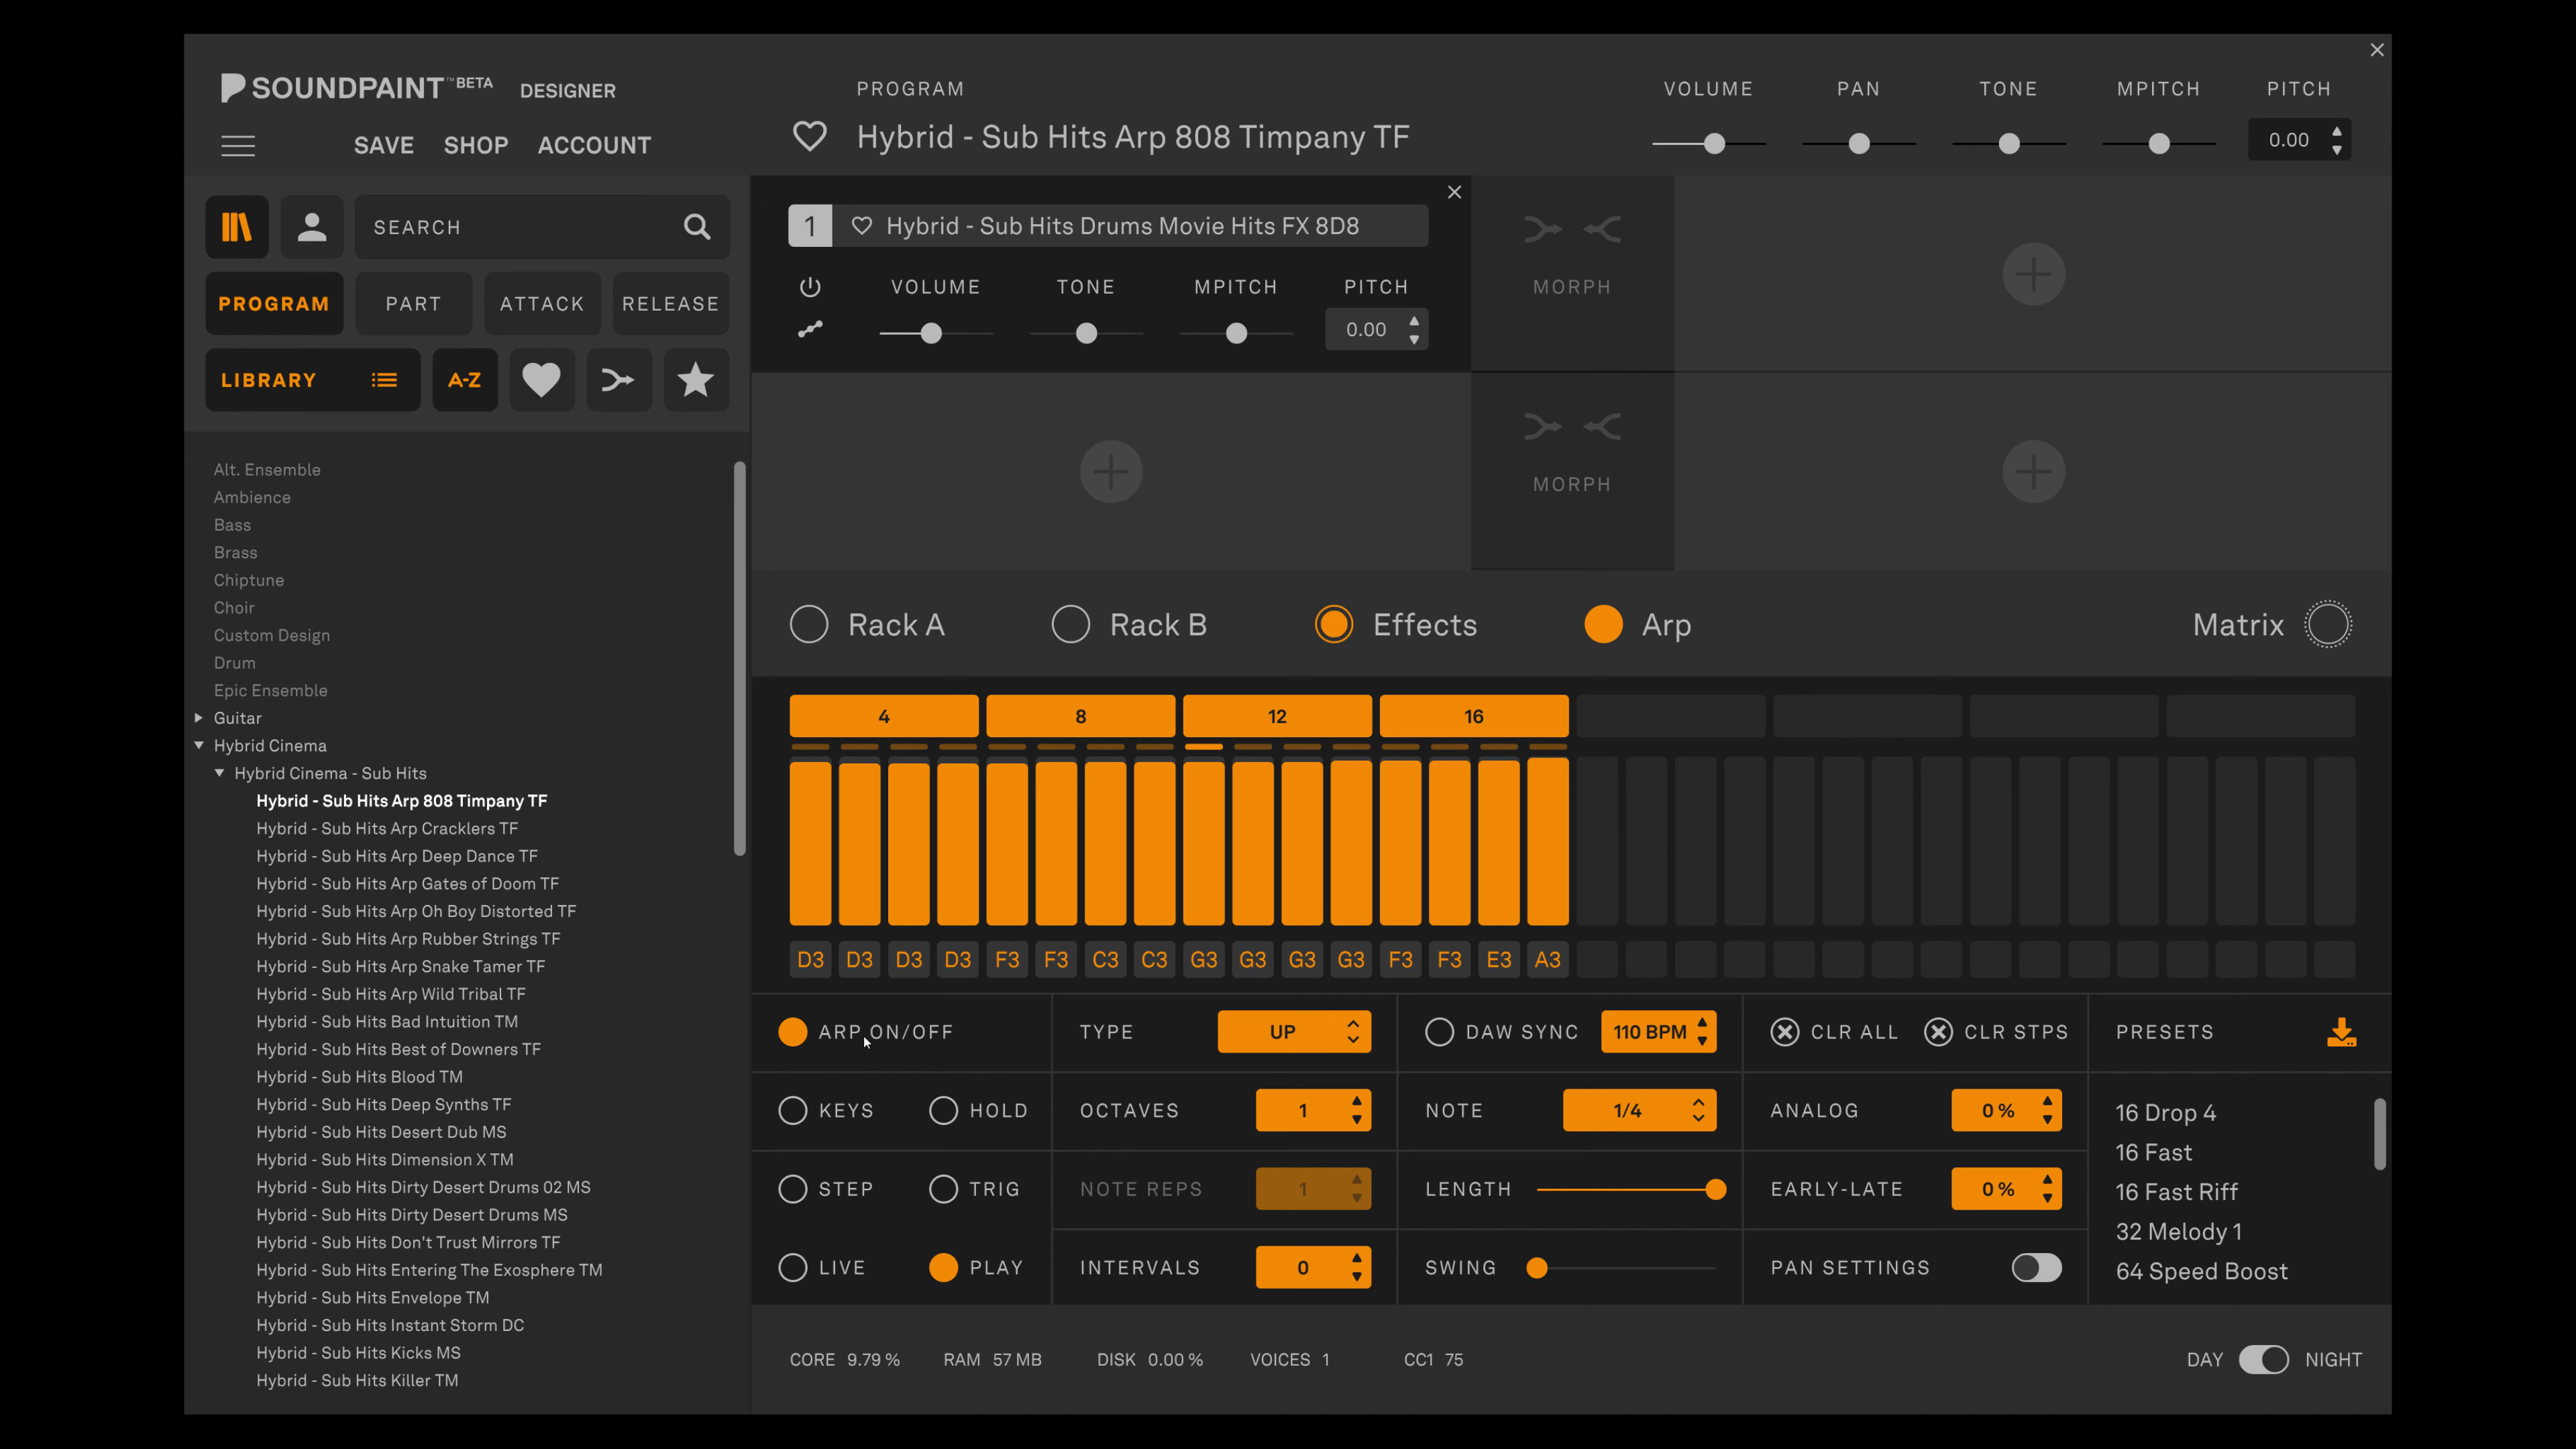 SOUNDPAINT™ BETA DESIGNER
SAVE SHOP ACCOUNT
SEARCH
PROGRAM PART ATTACK RELEASE
LIBRARY A-Z
Alt. Ensemble
Ambience
Bass
Brass
Chiptune
Choir
Custom Design
Drum
Epic Ensemble
Guitar
Hybrid Cinema
Hybrid Cinema - Sub Hits
Hybrid - Sub Hits Arp 808 Timpany TF
Hybrid - Sub Hits Arp Cracklers TF
Hybrid - Sub Hits Arp Deep Dance TF
Hybrid - Sub Hits Arp Gates of Doom TF
Hybrid - Sub Hits Arp Oh Boy Distorted TF
Hybrid - Sub Hits Arp Rubber Strings TF
Hybrid - Sub Hits Arp Snake Tamer TF
Hybrid - Sub Hits Arp Wild Tribal TF
Hybrid - Sub Hits Bad Intuition TM
Hybrid - Sub Hits Best of Downers TF
Hybrid - Sub Hits Blood TM
Hybrid - Sub Hits Deep Synths TF
Hybrid - Sub Hits Desert Dub MS
Hybrid - Sub Hits Dimension X TM
Hybrid - Sub Hits Dirty Desert Drums 02 MS
Hybrid - Sub Hits Dirty Desert Drums MS
Hybrid - Sub Hits Don't Trust Mirrors TF
Hybrid - Sub Hits Entering The Exosphere TM
Hybrid - Sub Hits Envelope TM
Hybrid - Sub Hits Instant Storm DC
Hybrid - Sub Hits Kicks MS
Hybrid - Sub Hits Killer TM
PROGRAM
Hybrid - Sub Hits Arp 808 Timpany TF
VOLUME PAN TONE MPITCH PITCH
0.00
1 Hybrid - Sub Hits Drums Movie Hits FX 8D8
VOLUME TONE MPITCH PITCH
0.00
MORPH
MORPH
Rack A Rack B Effects Arp Matrix
4 8 12 16
D3 D3 D3 D3 F3 F3 C3 C3 G3 G3 G3 G3 F3 F3 E3 A3
ARP ON/OFF TYPE UP DAW SYNC 110 BPM CLR ALL CLR STPS PRESETS
KEYS HOLD OCTAVES 1 NOTE 1/4 ANALOG 0 %
STEP TRIG NOTE REPS 1 LENGTH EARLY-LATE 0 %
LIVE PLAY INTERVALS 0 SWING PAN SETTINGS
16 Drop 4
16 Fast
16 Fast Riff
32 Melody 1
64 Speed Boost
CORE 9.79 % RAM 57 MB DISK 0.00 % VOICES 1 CC1 75 DAY NIGHT